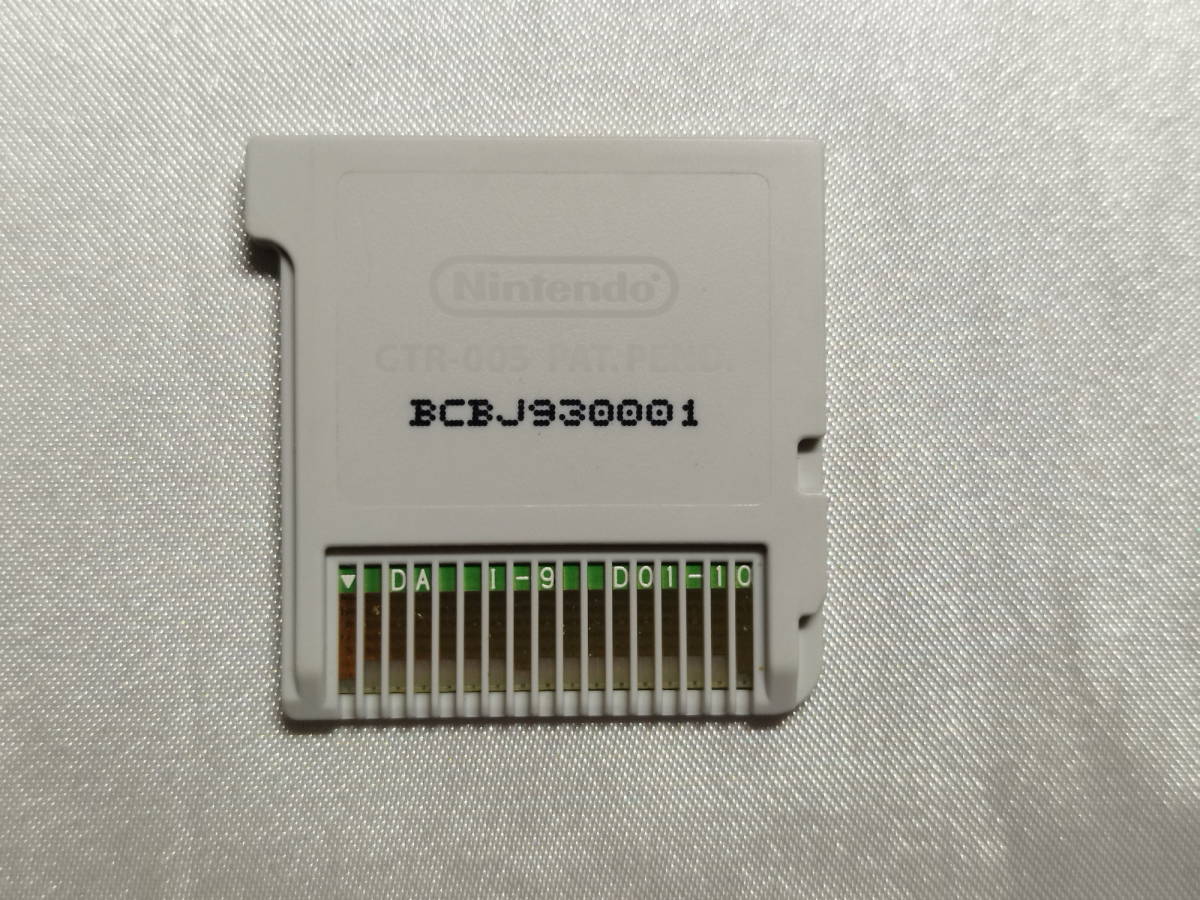 Nintendo®
CTR-005 PAT.PEND.
BCBJ930001
▼ DA I-9 D01-10